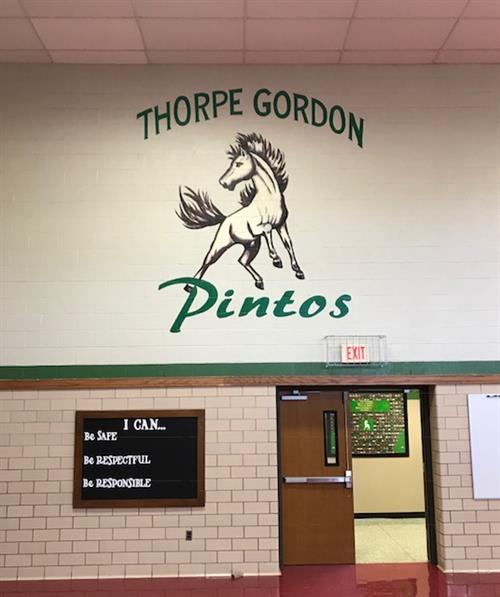 THORPE GORDON
Pintos
EXIT
I CAN...
Be SAFE
Be RESPECTFUL
Be RESPONSIBLE